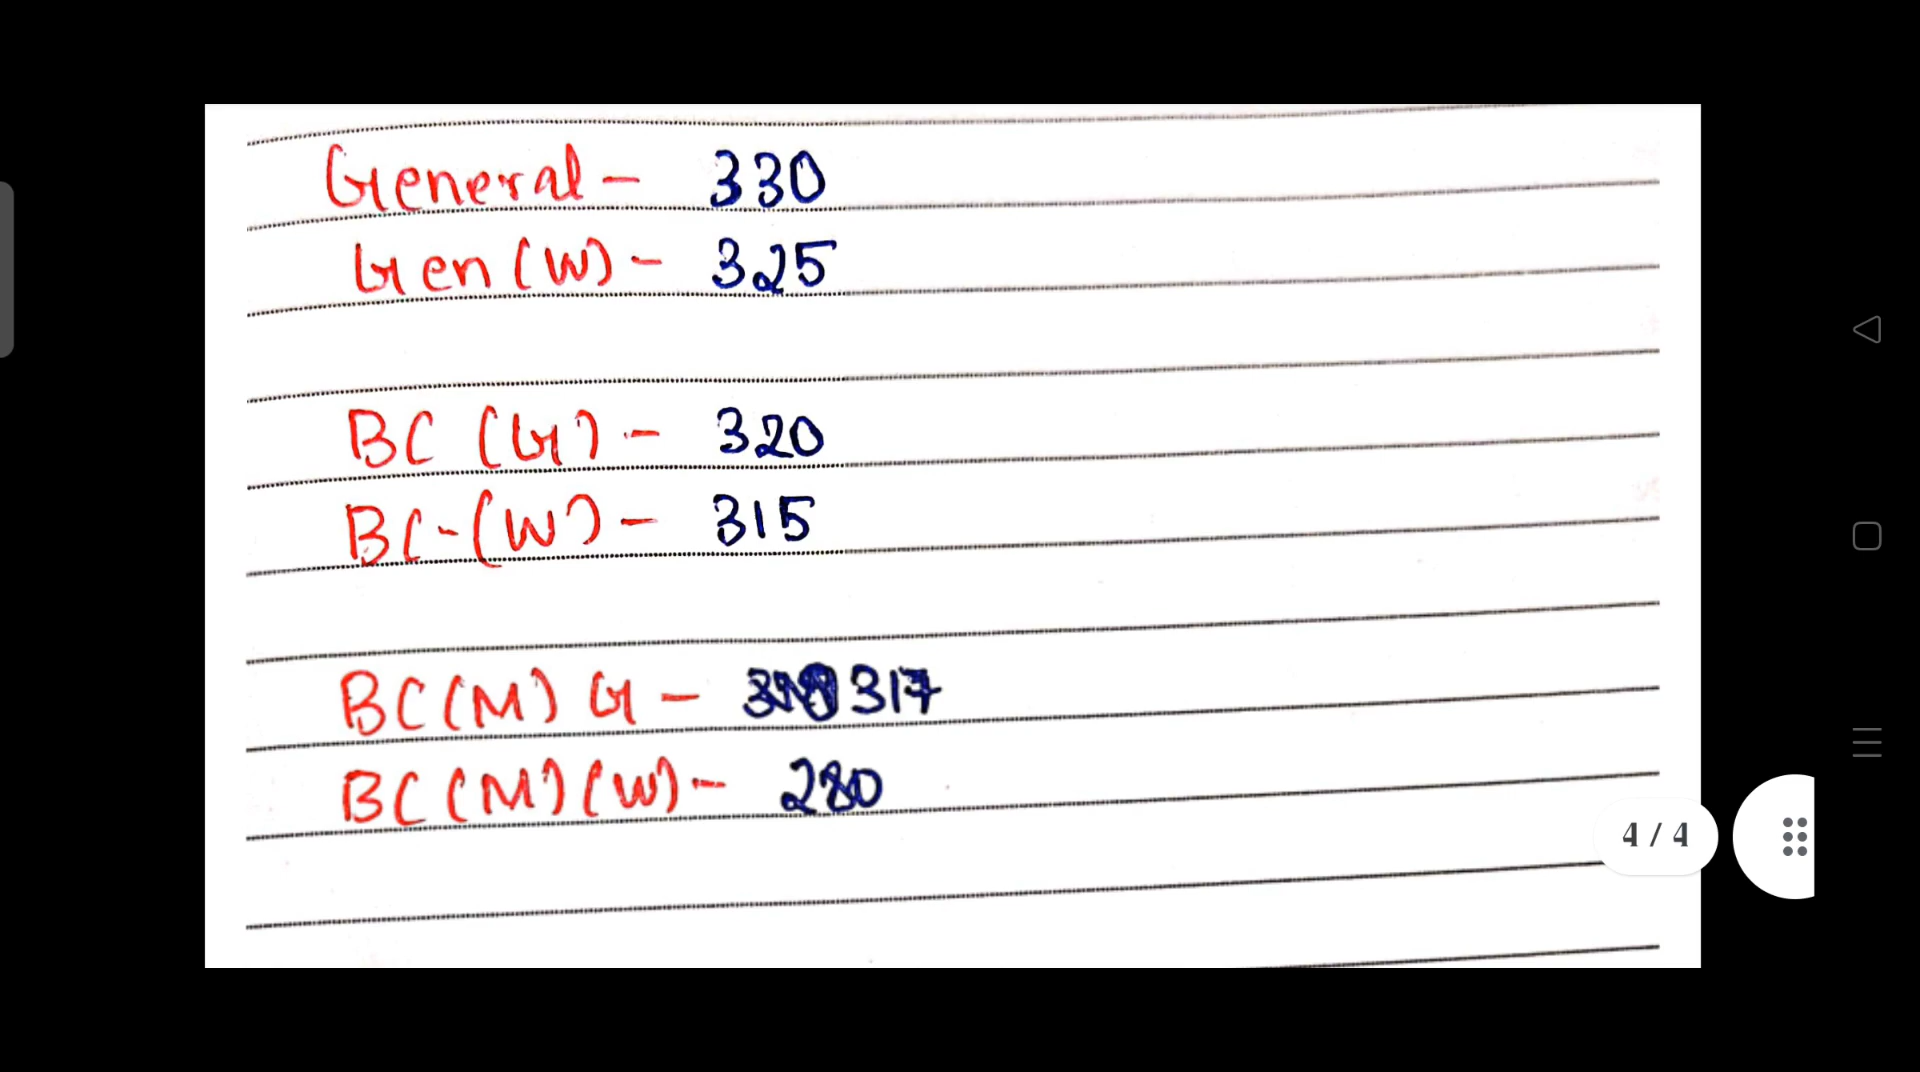 General - 330
Gen (W) - 325
BC (G) - 320
BC-(W) - 315
BC(M) G - 317
BC(M)(W) - 280
4 / 4